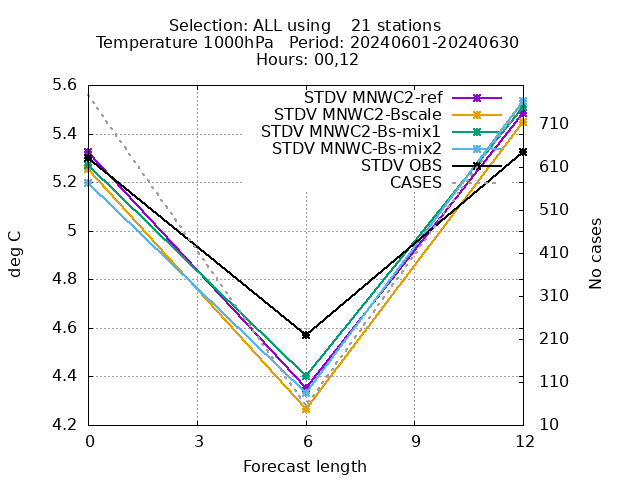 Selection: ALL using    21 stations
Temperature 1000hPa   Period: 20240601-20240630
Hours: 00,12
STDV MNWC2-ref
STDV MNWC2-Bscale
STDV MNWC2-Bs-mix1
STDV MNWC-Bs-mix2
STDV OBS
CASES
5.6
5.4
5.2
5
4.8
4.6
4.4
4.2
deg C
710
610
510
410
310
210
110
10
No cases
0 3 6 9 12
Forecast length